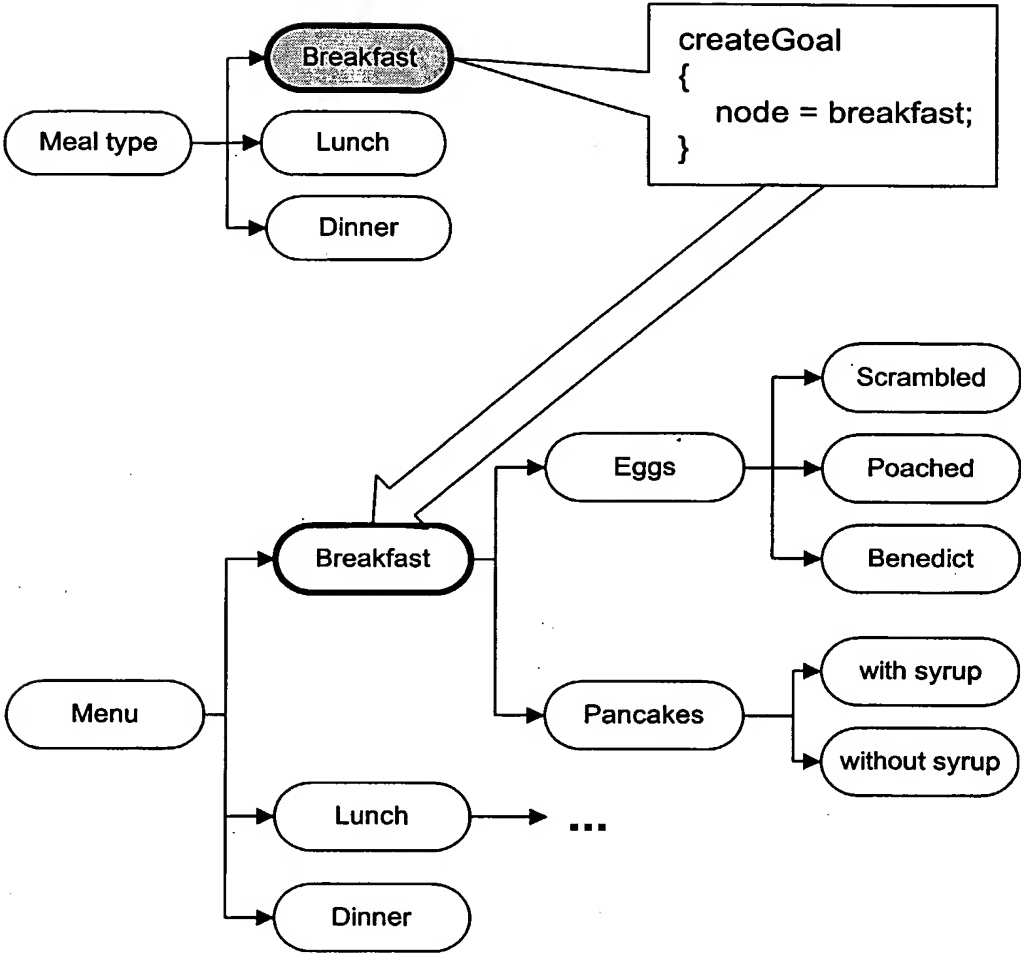 Breakfast
createGoal
{
node = breakfast;
}
Meal type
Lunch
Dinner
Scrambled
Eggs
Poached
Breakfast
Benedict
with syrup
Menu
Pancakes
without syrup
Lunch
...
Dinner